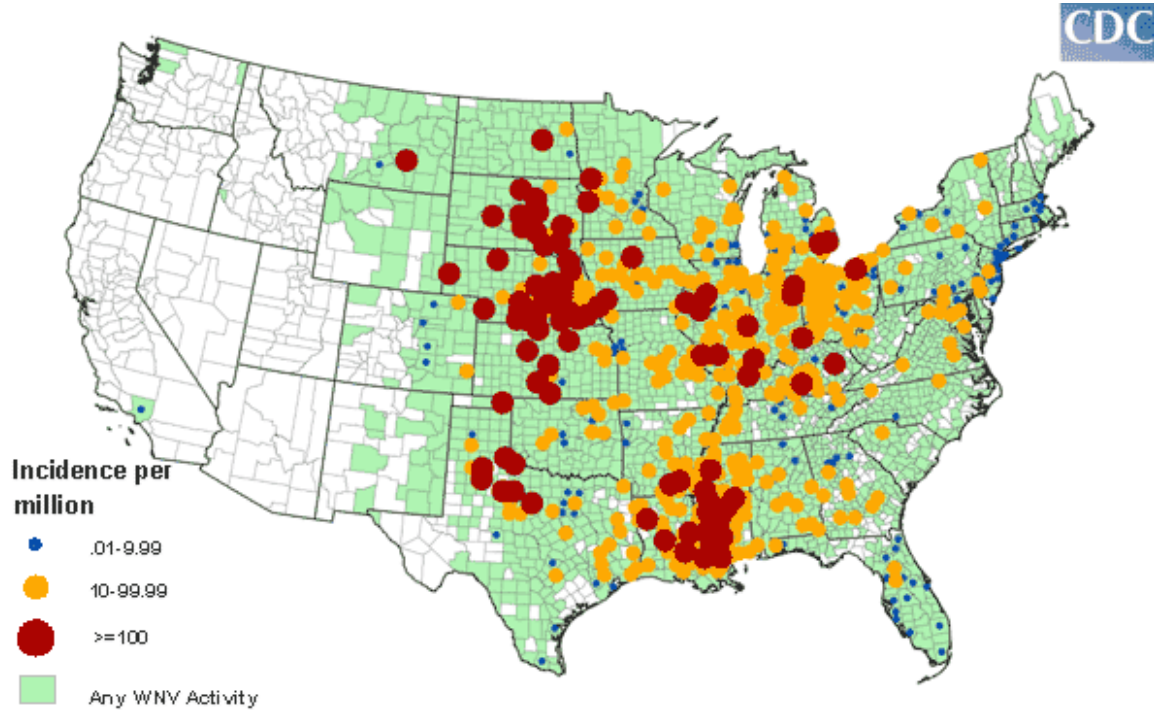 CDC
Incidence per
million
.01-9.99
10-99.99
>=100
Any WNV Activity